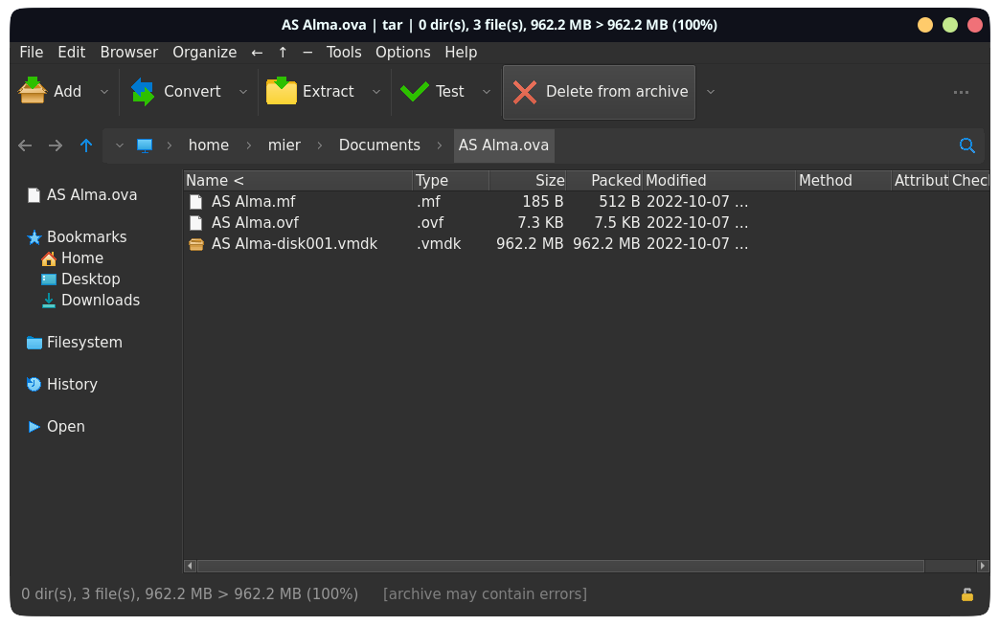 AS Alma.ova | tar | 0 dir(s), 3 file(s), 962.2 MB > 962.2 MB (100%)
File Edit Browser Organize ← ↑ − Tools Options Help
Add Convert Extract Test Delete from archive ...
home > mier > Documents > AS Alma.ova
AS Alma.ova
Bookmarks
Home
Desktop
Downloads
Filesystem
History
Open
Name < Type Size Packed Modified Method Attribut Chec
AS Alma.mf .mf 185 B 512 B 2022-10-07 ...
AS Alma.ovf .ovf 7.3 KB 7.5 KB 2022-10-07 ...
AS Alma-disk001.vmdk .vmdk 962.2 MB 962.2 MB 2022-10-07 ...
0 dir(s), 3 file(s), 962.2 MB > 962.2 MB (100%) [archive may contain errors]